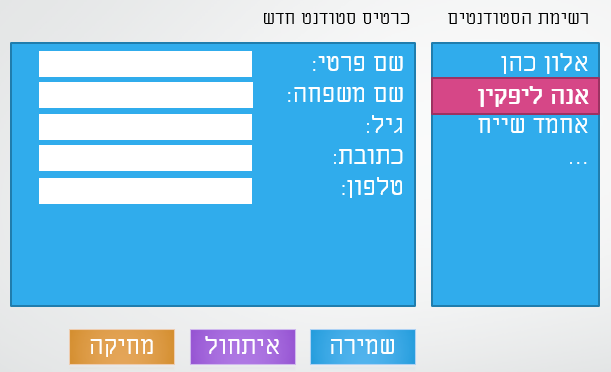 רשימת הסטודנטים
אלון כהן
אנה ליפקין
אחמד שייח
...
כרטיס סטודנט חדש
שם פרטי:
שם משפחה:
גיל:
כתובת:
טלפון:
שמירה
איתחול
מחיקה